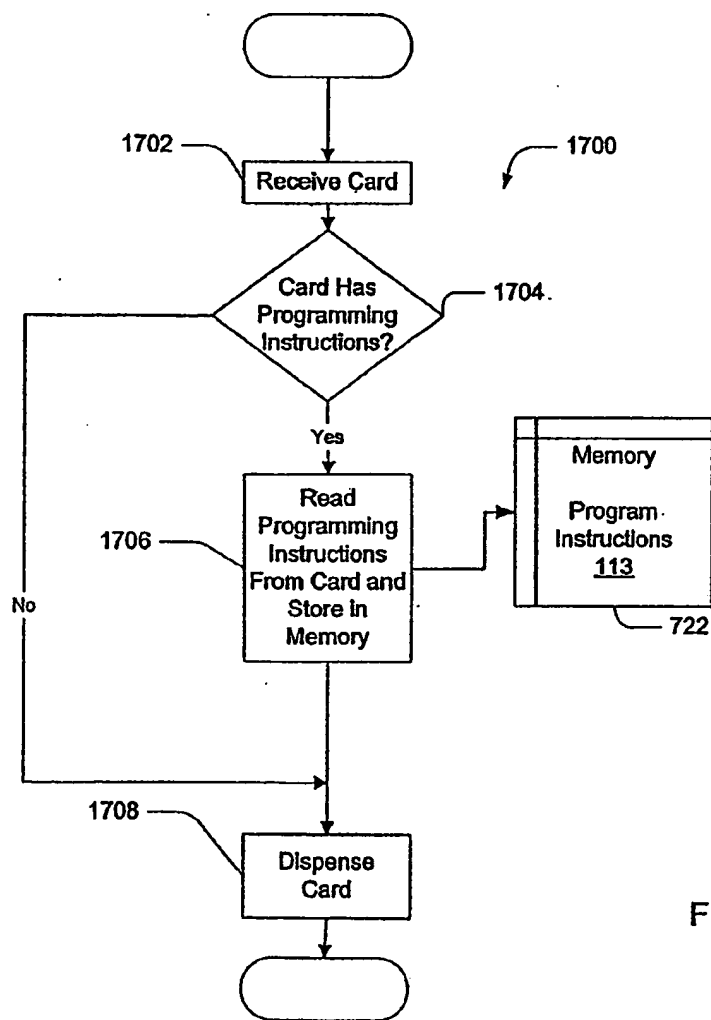 1702
Receive Card
1700
Card Has
Programming
Instructions?
1704.
Yes
No
1706
Read
Programming
Instructions
From Card and
Store in
Memory
Memory
Program
Instructions
113
722
1708
Dispense
Card
F